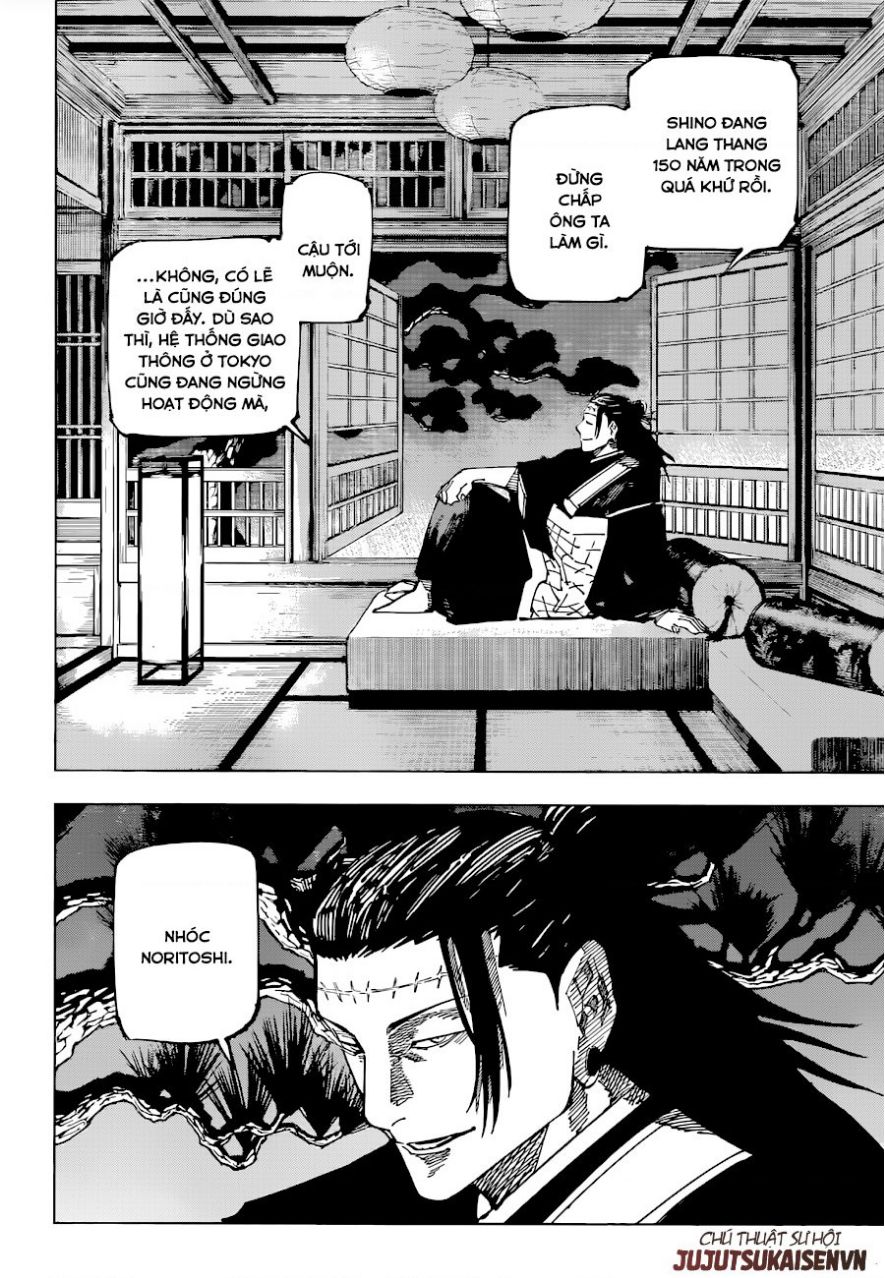 SHINO ĐANG
LANG THANG
150 NĂM TRONG
QUÁ KHỨ RỒI.
ĐỪNG
CHẤP
ÔNG TA
LÀM GÌ.
CẬU TỚI
MUỘN.
...KHÔNG, CÓ LẼ
LÀ CŨNG ĐÚNG
GIỜ ĐẤY. DÙ SAO
THÌ, HỆ THỐNG GIAO
THÔNG Ở TOKYO
CŨNG ĐANG NGỪNG
HOẠT ĐỘNG MÀ,
NHÓC
NORITOSHI.
CHÚ THUẬT SƯ HỘI
JUJUTSUKAISENVN